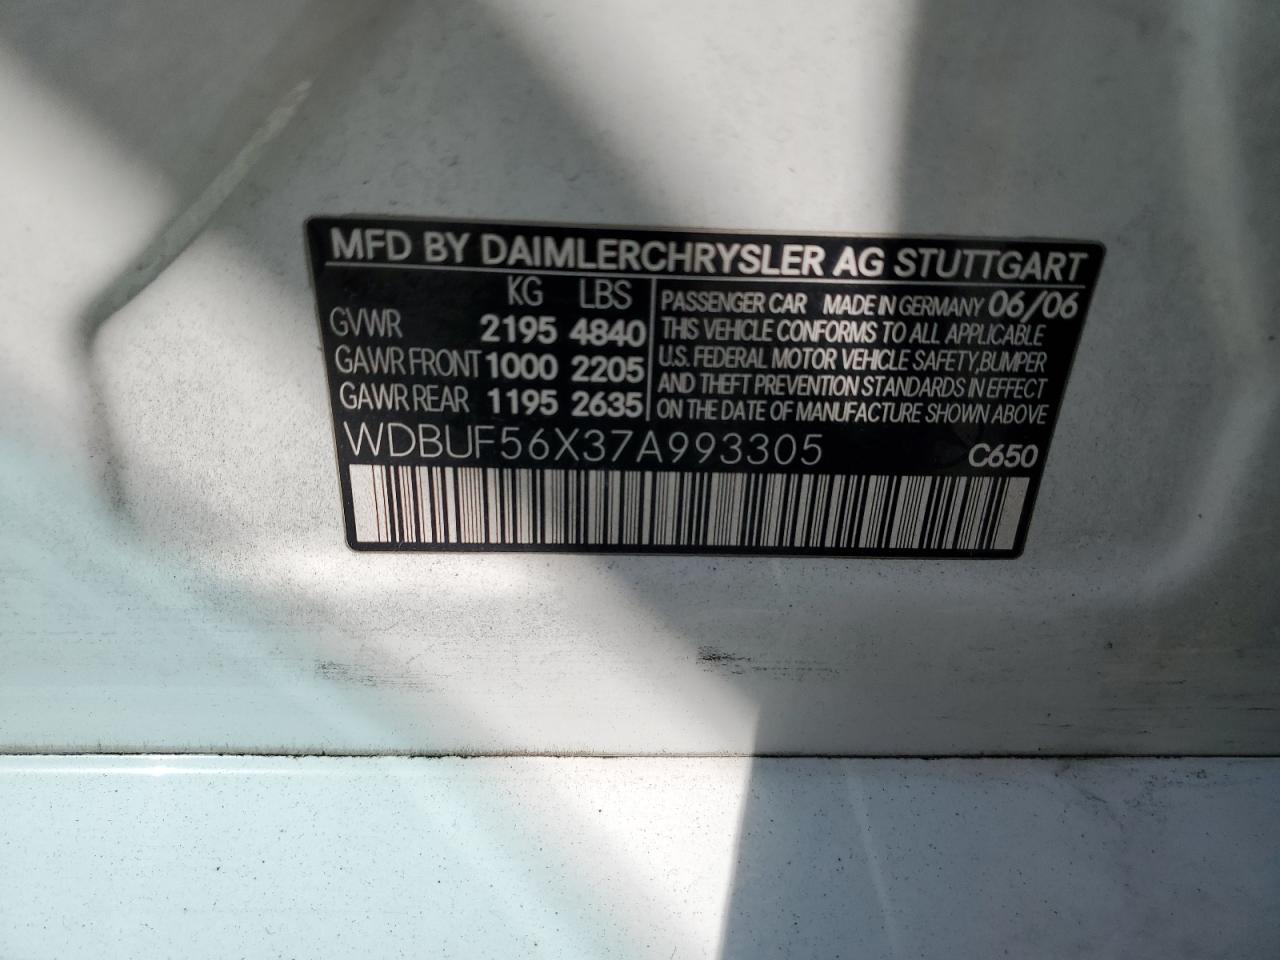 MFD BY DAIMLERCHRYSLER AG STUTTGART
KG LBS
GVWR 2195 4840
GAWR FRONT 1000 2205
GAWR REAR 1195 2635
PASSENGER CAR MADE IN GERMANY 06/06
THIS VEHICLE CONFORMS TO ALL APPLICABLE
U.S. FEDERAL MOTOR VEHICLE SAFETY, BUMPER
AND THEFT PREVENTION STANDARDS IN EFFECT
ON THE DATE OF MANUFACTURE SHOWN ABOVE
WDBUF56X37A993305 C650